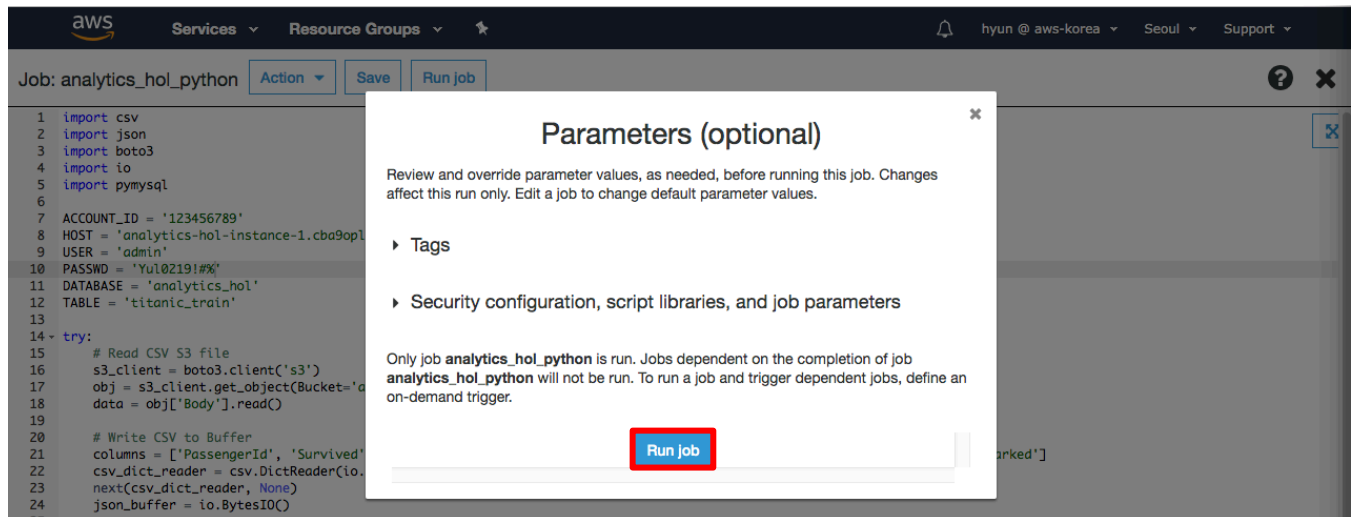 aws Services Resource Groups hyun @ aws-korea Seoul Support
Job: analytics_hol_python Action Save Run job
1 import csv
2 import json
3 import boto3
4 import io
5 import pymysql
6
7 ACCOUNT_ID = '123456789'
8 HOST = 'analytics-hol-instance-1.cba9opl
9 USER = 'admin'
10 PASSWD = 'Yul0219!#%'
11 DATABASE = 'analytics_hol'
12 TABLE = 'titanic_train'
13
14 try:
15 # Read CSV S3 file
16 s3_client = boto3.client('s3')
17 obj = s3_client.get_object(Bucket='a
18 data = obj['Body'].read()
19
20 # Write CSV to Buffer
21 columns = ['PassengerId', 'Survived' arked']
22 csv_dict_reader = csv.DictReader(io.
23 next(csv_dict_reader, None)
24 json_buffer = io.BytesIO()
Parameters (optional)
Review and override parameter values, as needed, before running this job. Changes
affect this run only. Edit a job to change default parameter values.
Tags
Security configuration, script libraries, and job parameters
Only job analytics_hol_python is run. Jobs dependent on the completion of job
analytics_hol_python will not be run. To run a job and trigger dependent jobs, define an
on-demand trigger.
Run job